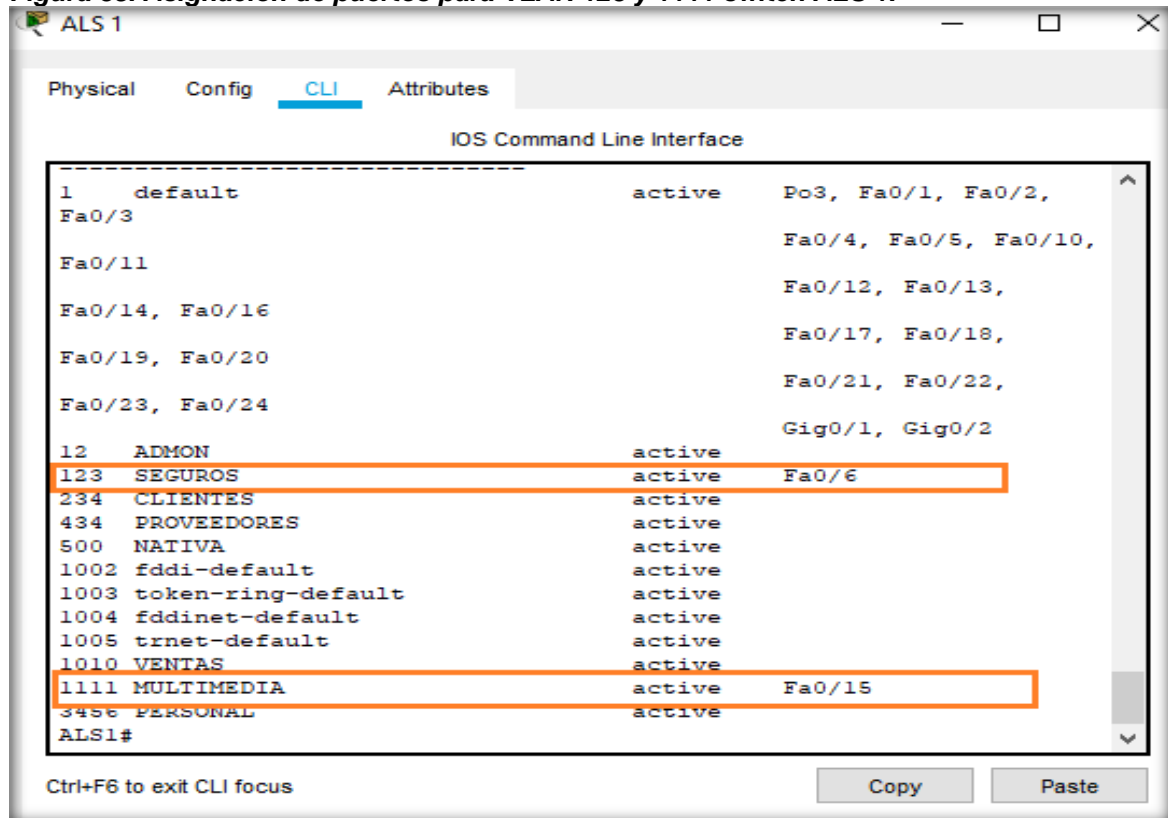 ALS 1
Physical Config CLI Attributes
IOS Command Line Interface
--------------------------------
1 default active Po3, Fa0/1, Fa0/2,
Fa0/3
Fa0/4, Fa0/5, Fa0/10,
Fa0/11
Fa0/12, Fa0/13,
Fa0/14, Fa0/16
Fa0/17, Fa0/18,
Fa0/19, Fa0/20
Fa0/21, Fa0/22,
Fa0/23, Fa0/24
Gig0/1, Gig0/2
12 ADMON active
123 SEGUROS active Fa0/6
234 CLIENTES active
434 PROVEEDORES active
500 NATIVA active
1002 fddi-default active
1003 token-ring-default active
1004 fddinet-default active
1005 trnet-default active
1010 VENTAS active
1111 MULTIMEDIA active Fa0/15
3456 PERSONAL active
ALS1#
Ctrl+F6 to exit CLI focus
Copy Paste